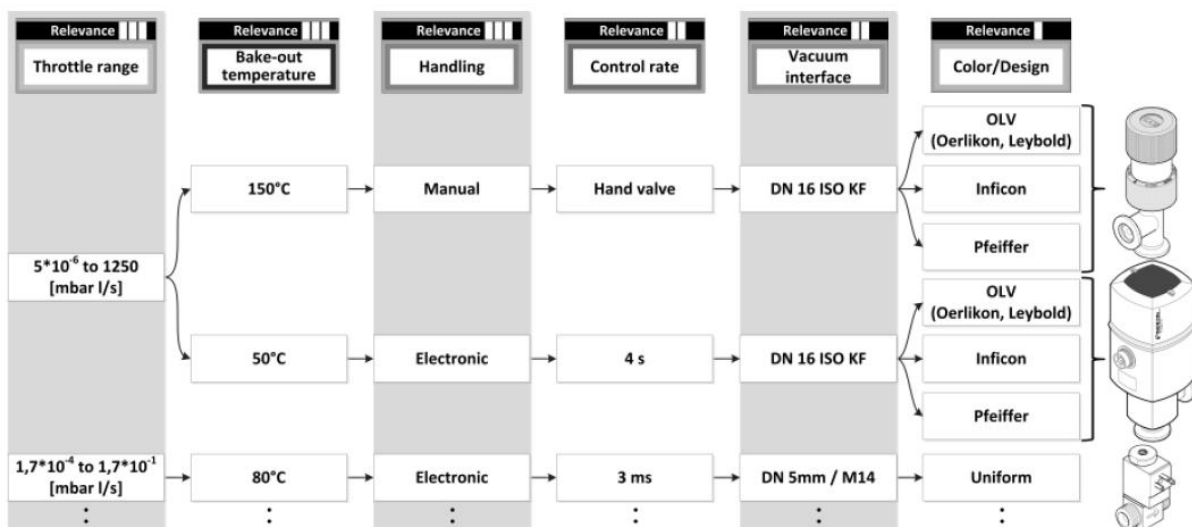 Relevance
Relevance
Relevance
Relevance
Relevance
Relevance
Throttle range
Bake-out
temperature
Handling
Control rate
Vacuum
interface
Color/Design
OLV
(Oerlikon, Leybold)
150°C
Manual
Hand valve
DN 16 ISO KF
Inficon
Pfeiffer
5*10⁻⁶ to 1250
[mbar l/s]
OLV
(Oerlikon, Leybold)
50°C
Electronic
4 s
DN 16 ISO KF
Inficon
Pfeiffer
1,7*10⁻⁴ to 1,7*10⁻¹
[mbar l/s]
80°C
Electronic
3 ms
DN 5mm / M14
Uniform